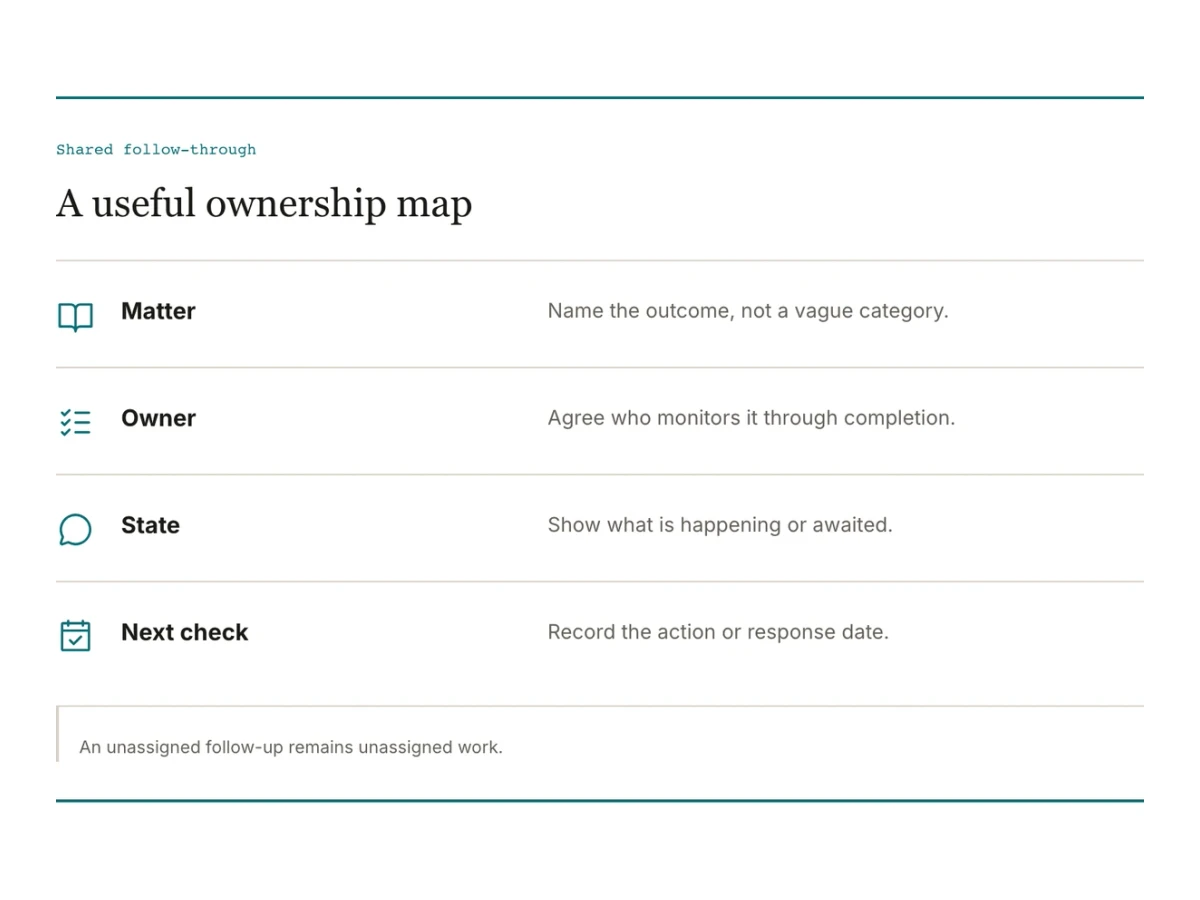 Shared follow-through
A useful ownership map
Matter
Name the outcome, not a vague category.
Owner
Agree who monitors it through completion.
State
Show what is happening or awaited.
Next check
Record the action or response date.
An unassigned follow-up remains unassigned work.